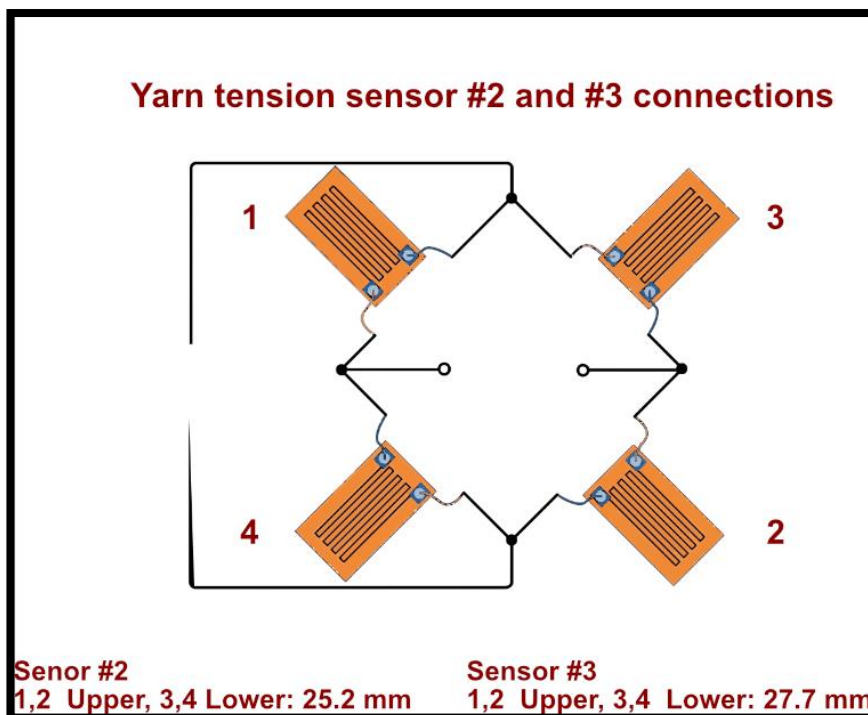 Yarn tension sensor #2 and #3 connections
1
3
4
2
Senor #2
1,2 Upper, 3,4 Lower: 25.2 mm
Sensor #3
1,2 Upper, 3,4 Lower: 27.7 mm